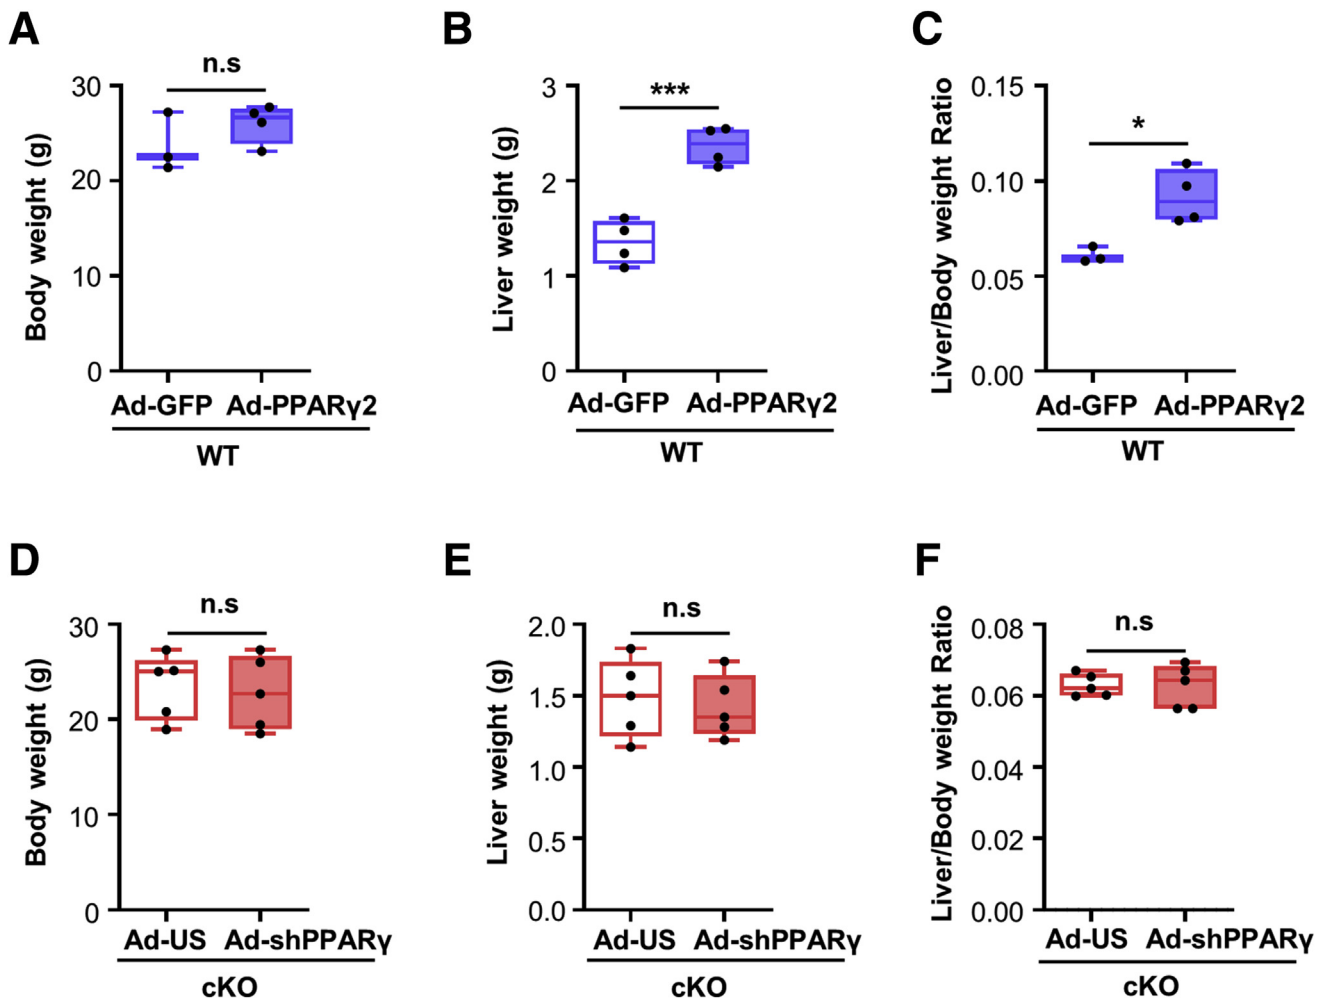 A
B
C
n.s
***
*
Body weight (g)
30
20
10
0
Ad-GFP Ad-PPARγ2
WT
Liver weight (g)
3
2
1
0
Ad-GFP Ad-PPARγ2
WT
Liver/Body weight Ratio
0.15
0.10
0.05
0.00
Ad-GFP Ad-PPARγ2
WT
D
E
F
n.s
n.s
n.s
Body weight (g)
30
20
10
0
Ad-US Ad-shPPARγ
cKO
Liver weight (g)
2.0
1.5
1.0
0.5
0.0
Ad-US Ad-shPPARγ
cKO
Liver/Body weight Ratio
0.08
0.06
0.04
0.02
0.00
Ad-US Ad-shPPARγ
cKO